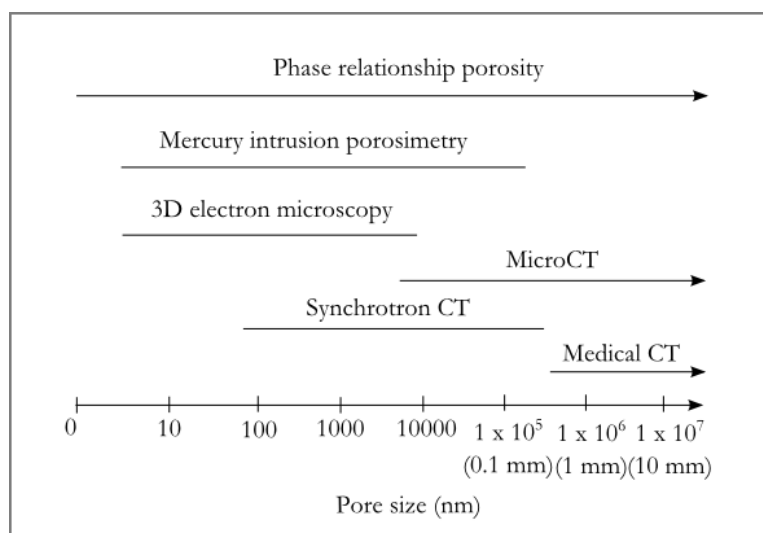 Phase relationship porosity
Mercury intrusion porosimetry
3D electron microscopy
MicroCT
Synchrotron CT
Medical CT
0 10 100 1000 10000 1 x 10⁵ 1 x 10⁶ 1 x 10⁷
(0.1 mm) (1 mm) (10 mm)
Pore size (nm)